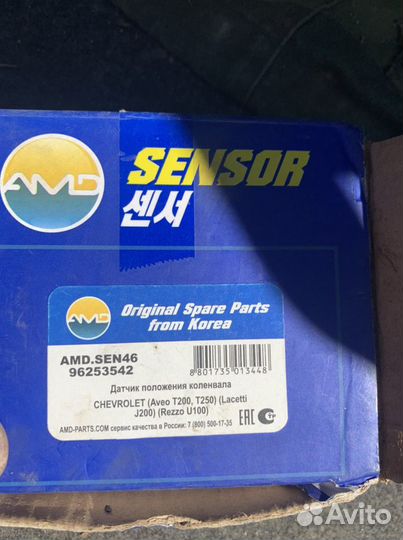 AMD
SENSOR
센서
AMD
Original Spare Parts
from Korea
AMD.SEN46
96253542
8 801735 013448 >
Датчик положения коленвала
CHEVROLET (Aveo T200, T250) (Lacetti
J200) (Rezzo U100)
AMD-PARTS.COM сервис качества в России: 7 (800) 500-17-35
EAC
Avito